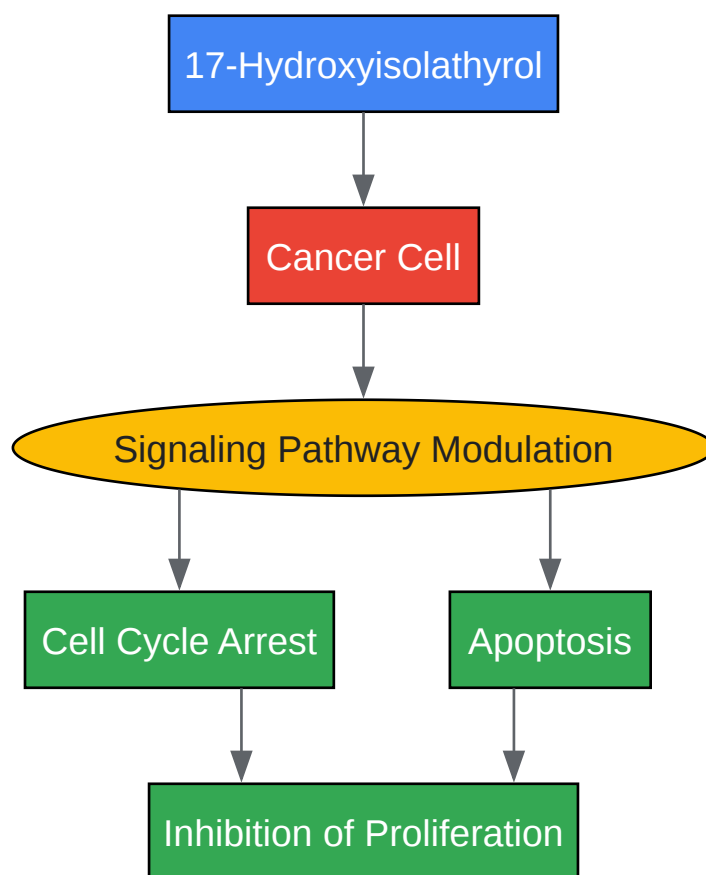 17-Hydroxyisolathyrol
Cancer Cell
Signaling Pathway Modulation
Cell Cycle Arrest
Apoptosis
Inhibition of Proliferation